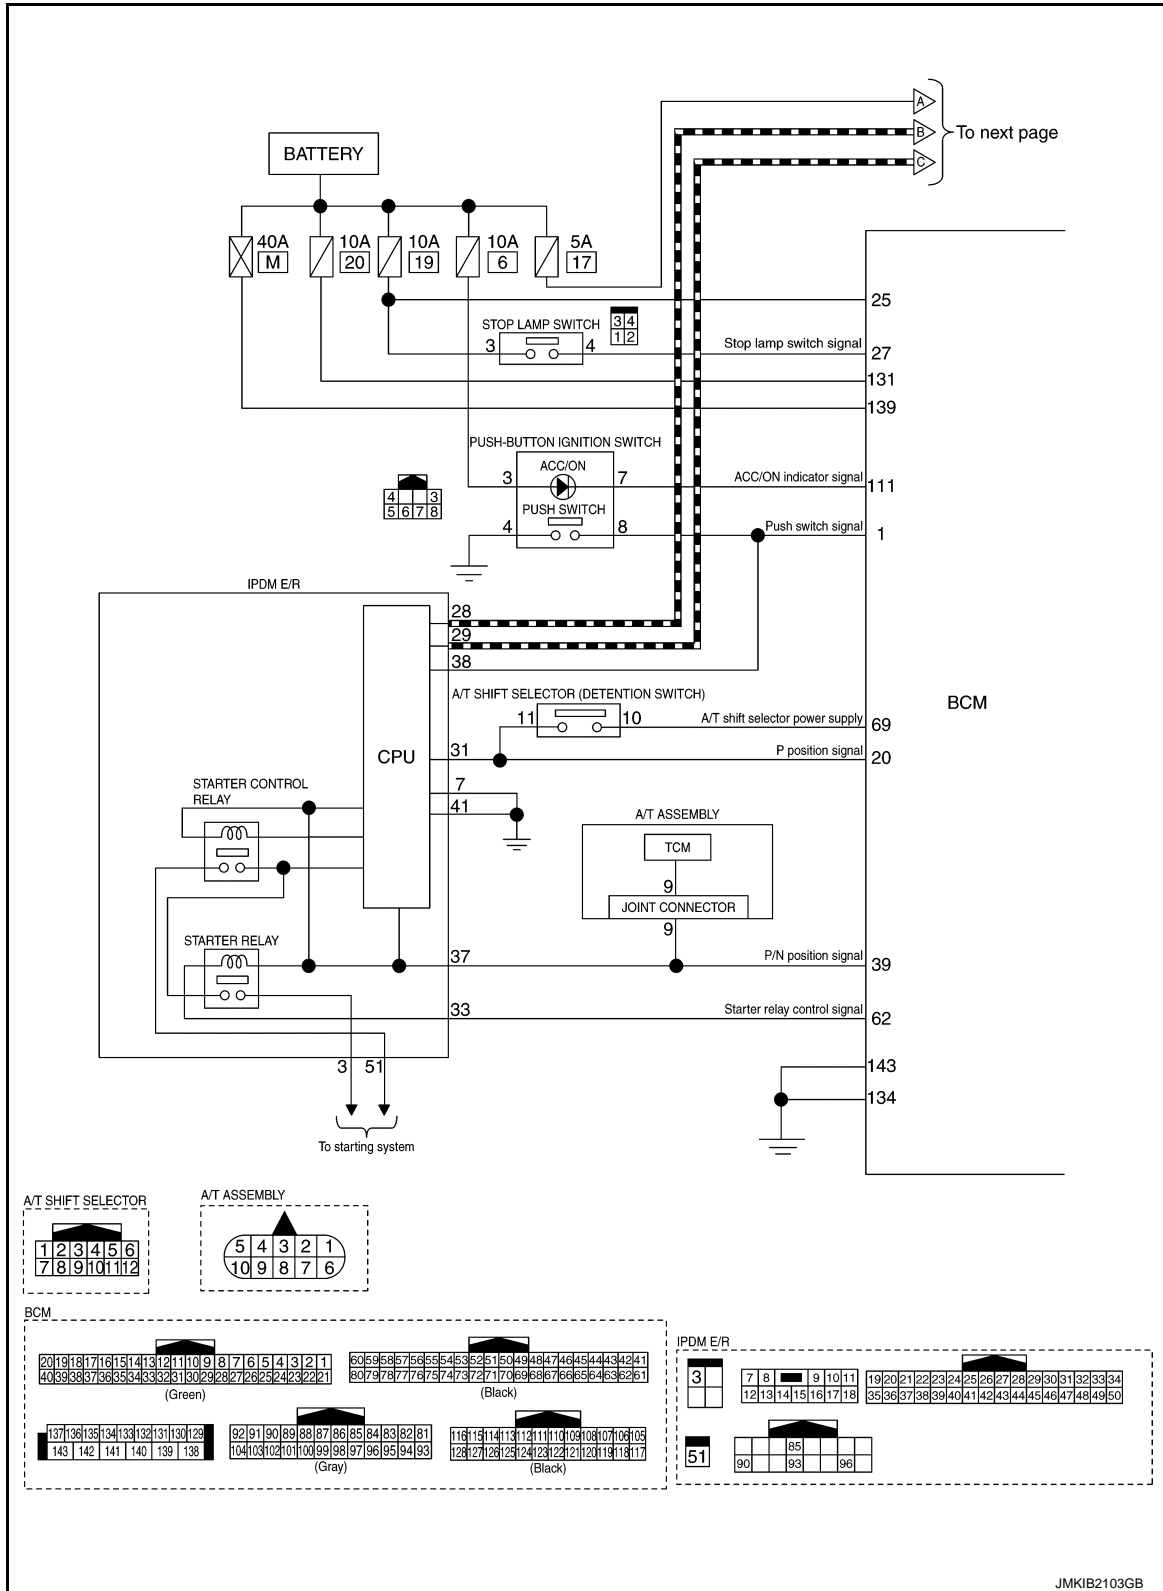 A
B
To next page
C
BATTERY
40A
M
10A
20
10A
19
10A
6
5A
17
25
STOP LAMP SWITCH
3 4
1 2
3
4
Stop lamp switch signal
27
131
139
PUSH-BUTTON IGNITION SWITCH
ACC/ON
3
7
ACC/ON indicator signal
111
4 3
5 6 7 8
PUSH SWITCH
4
8
Push switch signal
1
IPDM E/R
28
29
38
A/T SHIFT SELECTOR (DETENTION SWITCH)
11
10
A/T shift selector power supply
69
BCM
CPU
31
P position signal
20
7
41
STARTER CONTROL
RELAY
A/T ASSEMBLY
TCM
9
JOINT CONNECTOR
9
STARTER RELAY
37
P/N position signal
39
33
Starter relay control signal
62
143
134
3
51
To starting system
A/T SHIFT SELECTOR
1 2 3 4 5 6
7 8 9 10 11 12
A/T ASSEMBLY
5 4 3 2 1
10 9 8 7 6
BCM
20 19 18 17 16 15 14 13 12 11 10 9 8 7 6 5 4 3 2 1
40 39 38 37 36 35 34 33 32 31 30 29 28 27 26 25 24 23 22 21
(Green)
60 59 58 57 56 55 54 53 52 51 50 49 48 47 46 45 44 43 42 41
80 79 78 77 76 75 74 73 72 71 70 69 68 67 66 65 64 63 62 61
(Black)
137 136 135 134 133 132 131 130 129
143 142 141 140 139 138
92 91 90 89 88 87 86 85 84 83 82 81
104 103 102 101 100 99 98 97 96 95 94 93
(Gray)
116 115 114 113 112 111 110 109 108 107 106 105
128 127 126 125 124 123 122 121 120 119 118 117
(Black)
IPDM E/R
3
7 8 9 10 11
12 13 14 15 16 17 18
19 20 21 22 23 24 25 26 27 28 29 30 31 32 33 34
35 36 37 38 39 40 41 42 43 44 45 46 47 48 49 50
51
85
90 93 96
JMKIB2103GB